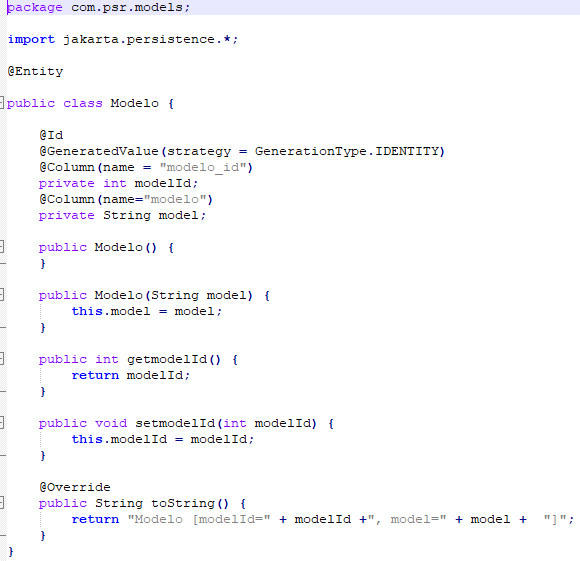 package com.psr.models;
import jakarta.persistence.*;
@Entity
public class Modelo {
@Id
@GeneratedValue(strategy = GenerationType.IDENTITY)
@Column(name = "modelo_id")
private int modelId;
@Column(name="modelo")
private String model;
public Modelo() {
}
public Modelo(String model) {
this.model = model;
}
public int getmodelId() {
return modelId;
}
public void setmodelId(int modelId) {
this.modelId = modelId;
}
@Override
public String toString() {
return "Modelo [modelId=" + modelId +", model=" + model +  "]";
}
}